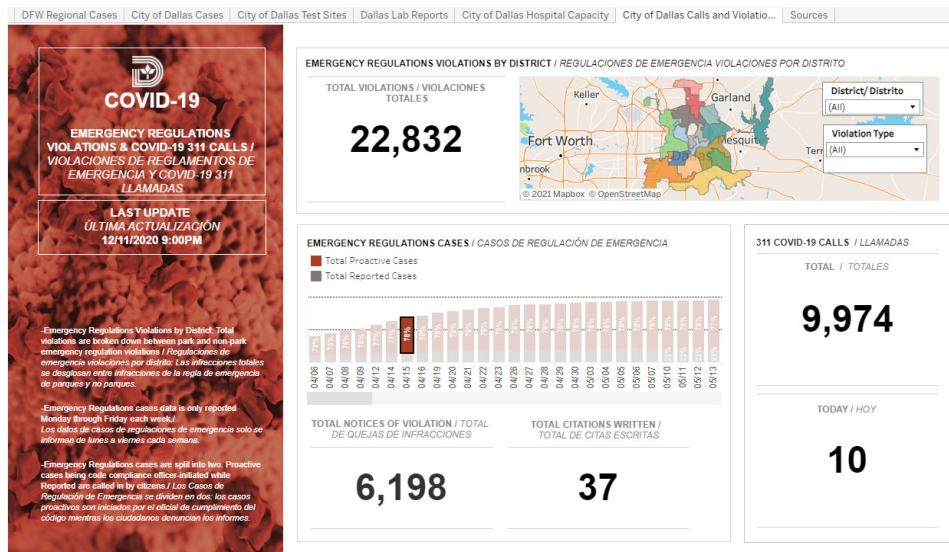 DFW Regional Cases
City of Dallas Cases
City of Dallas Test Sites
Dallas Lab Reports
City of Dallas Hospital Capacity
City of Dallas Calls and Violatio...
Sources
COVID-19
EMERGENCY REGULATIONS
VIOLATIONS & COVID-19 311 CALLS /
VIOLACIONES DE REGLAMENTOS DE
EMERGENCIA Y COVID-19 311
LLAMADAS
LAST UPDATE
ÚLTIMA ACTUALIZACIÓN
12/11/2020 9:00PM
-Emergency Regulations Violations by District: Total
violations are broken down between park and non-park
emergency regulation violations / Regulaciones de
emergencia violaciones por distrito: Las infracciones totales
se desglosan entre infracciones de la regla de emergencia
de parques y no parques.
-Emergency Regulations cases data is only reported
Monday through Friday each week./
Los datos de casos de regulaciones de emergencia solo se
informan de lunes a viernes cada semana.
-Emergency Regulations cases are split into two. Proactive
cases being code compliance officer-initiated while
Reported are called in by citizens./ Los Casos de
Regulación de Emergencia se dividen en dos: los casos
proactivos son iniciados por el oficial de cumplimiento del
código mientras los ciudadanos denuncian los informes.
EMERGENCY REGULATIONS VIOLATIONS BY DISTRICT / REGULACIONES DE EMERGENCIA VIOLACIONES POR DISTRITO
TOTAL VIOLATIONS / VIOLACIONES
TOTALES
22,832
Keller
Garland
Fort Worth
Mesquit
Dallas
Terr
nbrook
© 2021 Mapbox © OpenStreetMap
District/ Distrito
(All)
Violation Type
(All)
EMERGENCY REGULATIONS CASES / CASOS DE REGULACIÓN DE EMERGENCIA
Total Proactive Cases
Total Reported Cases
78%
04/06
04/07
04/08
04/09
04/12
04/14
04/15
04/16
04/19
04/20
04/21
04/22
04/23
04/26
04/27
04/28
04/29
04/30
05/03
05/04
05/05
05/06
05/07
05/10
05/11
05/12
05/13
TOTAL NOTICES OF VIOLATION / TOTAL
DE QUEJAS DE INFRACCIONES
6,198
TOTAL CITATIONS WRITTEN /
TOTAL DE CITAS ESCRITAS
37
311 COVID-19 CALLS / LLAMADAS
TOTAL / TOTALES
9,974
TODAY / HOY
10